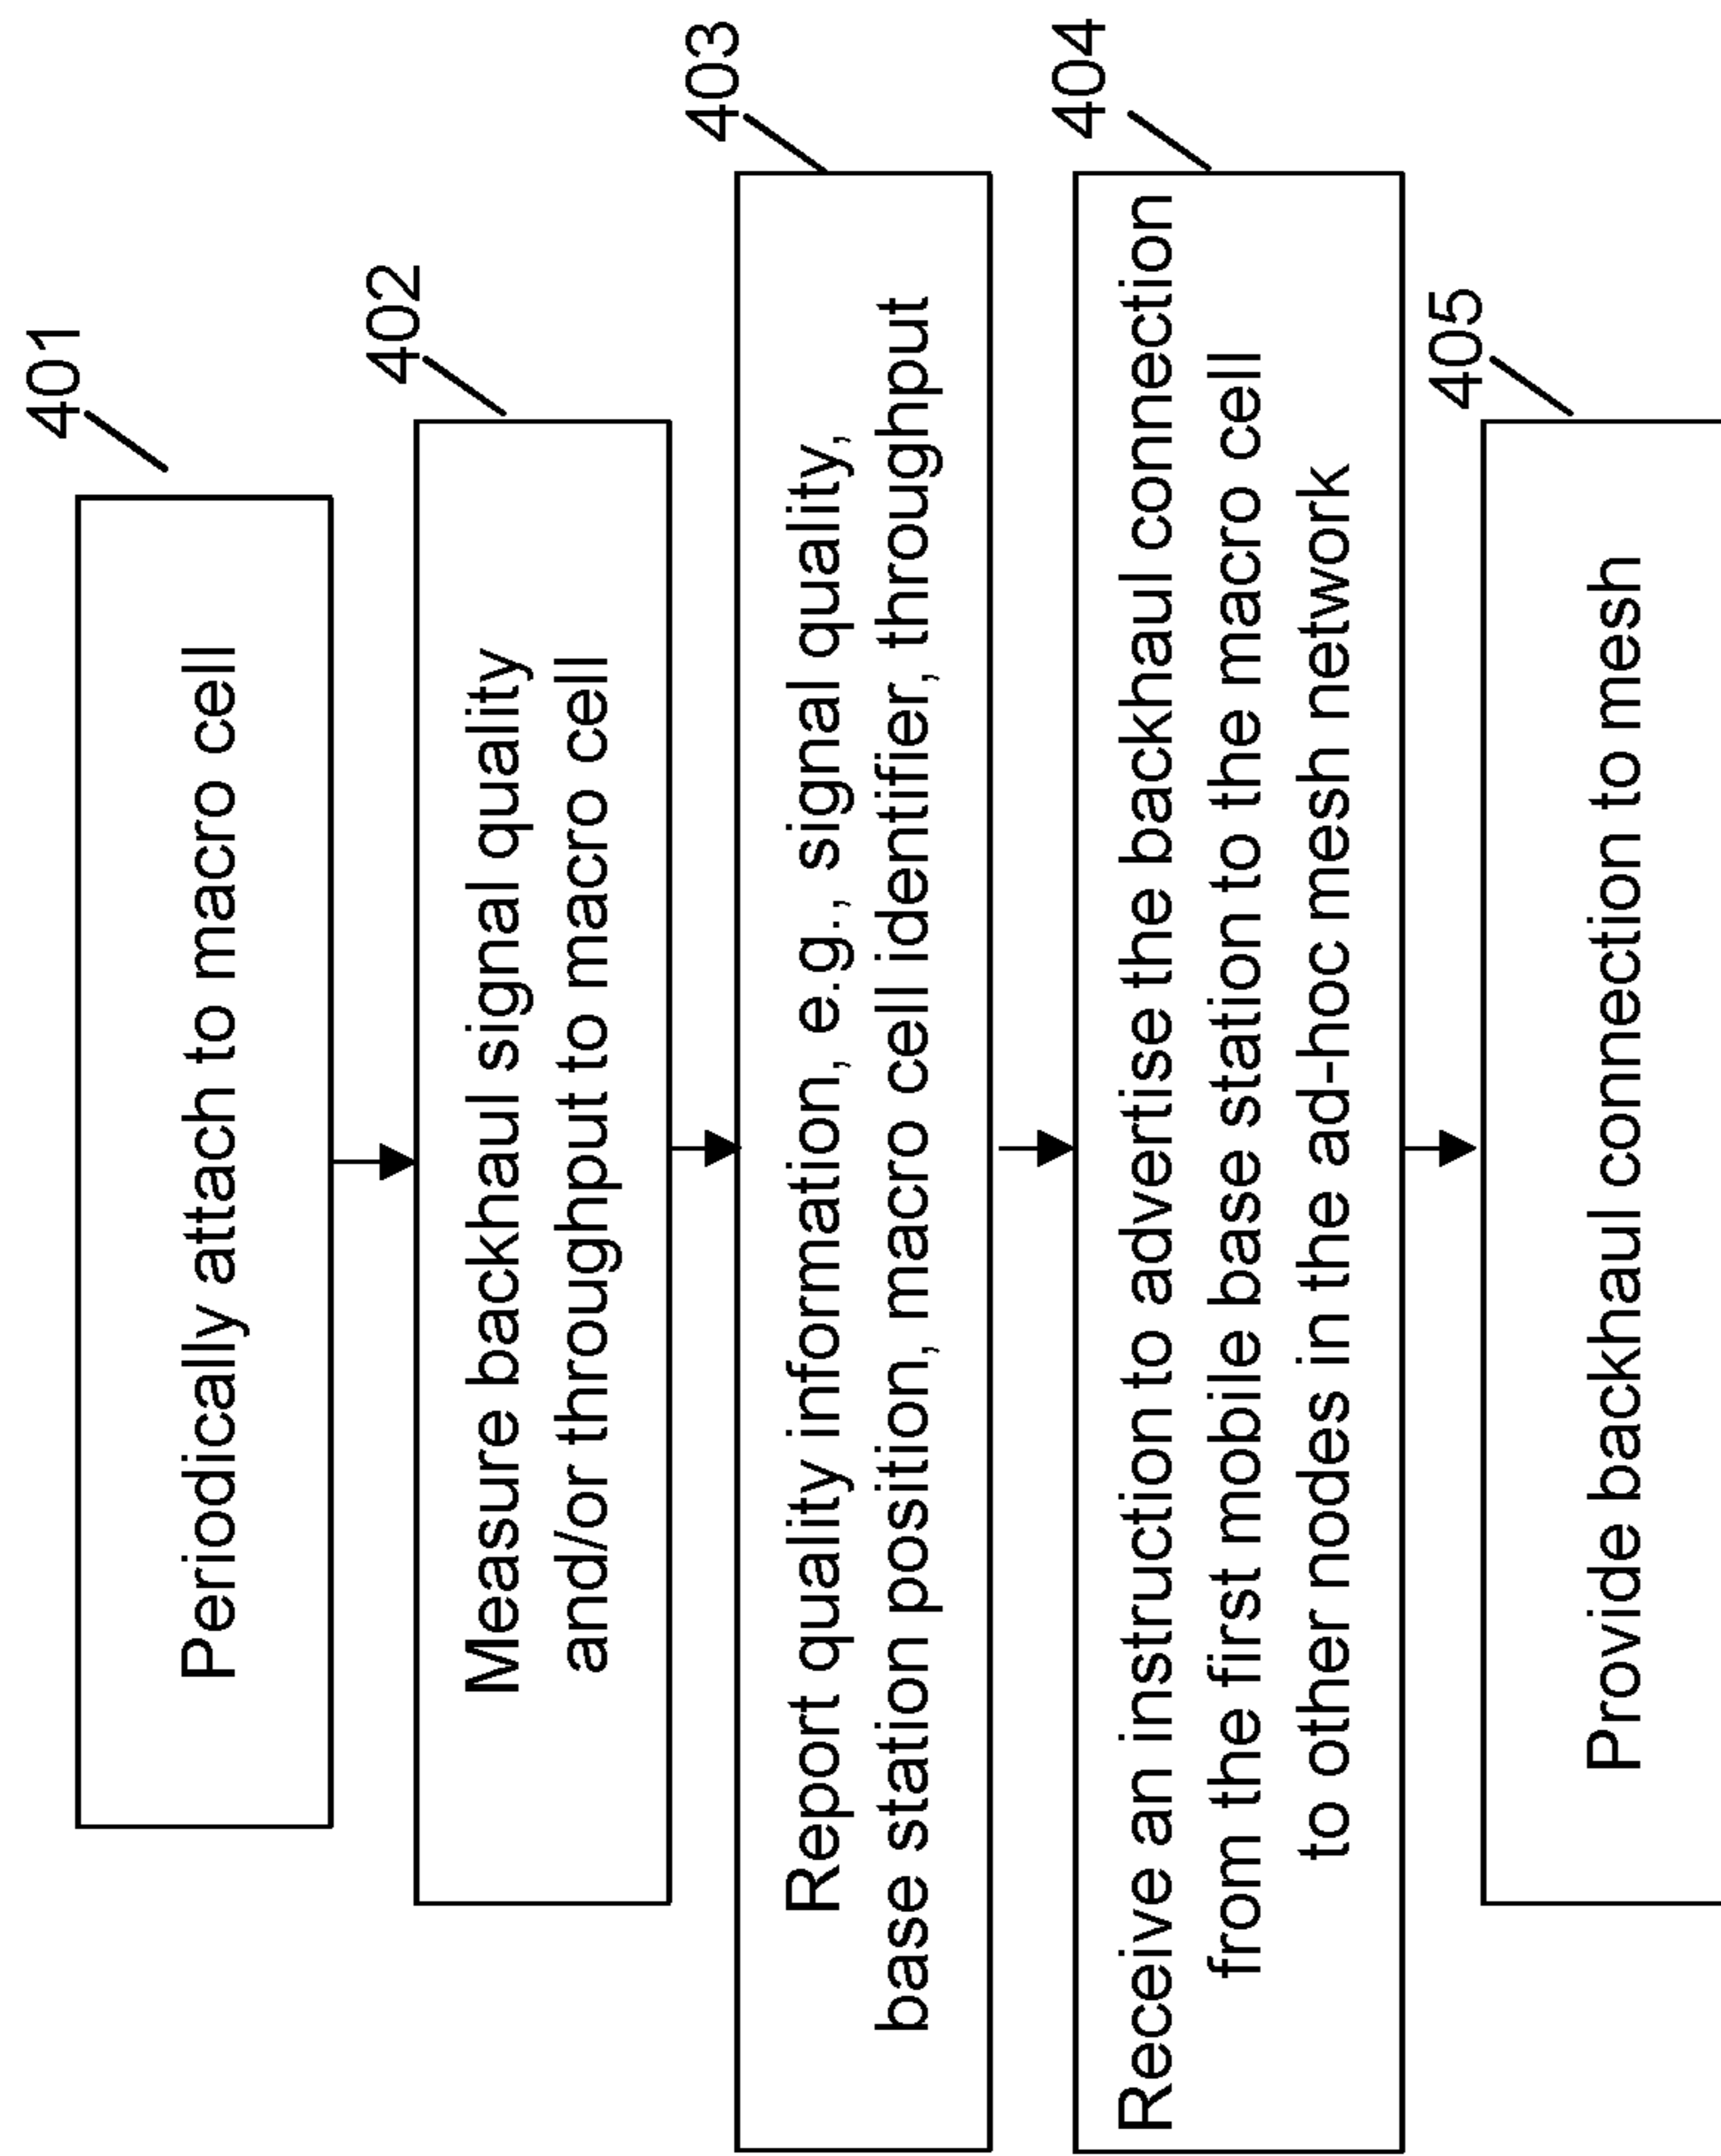 401
Periodically attach to macro cell
402
Measure backhaul signal quality
and/or throughput to macro cell
403
Report quality information, e.g., signal quality,
base station position, macro cell identifier, throughput
404
Receive an instruction to advertise the backhaul connection
from the first mobile base station to the macro cell
to other nodes in the ad-hoc mesh network
405
Provide backhaul connection to mesh